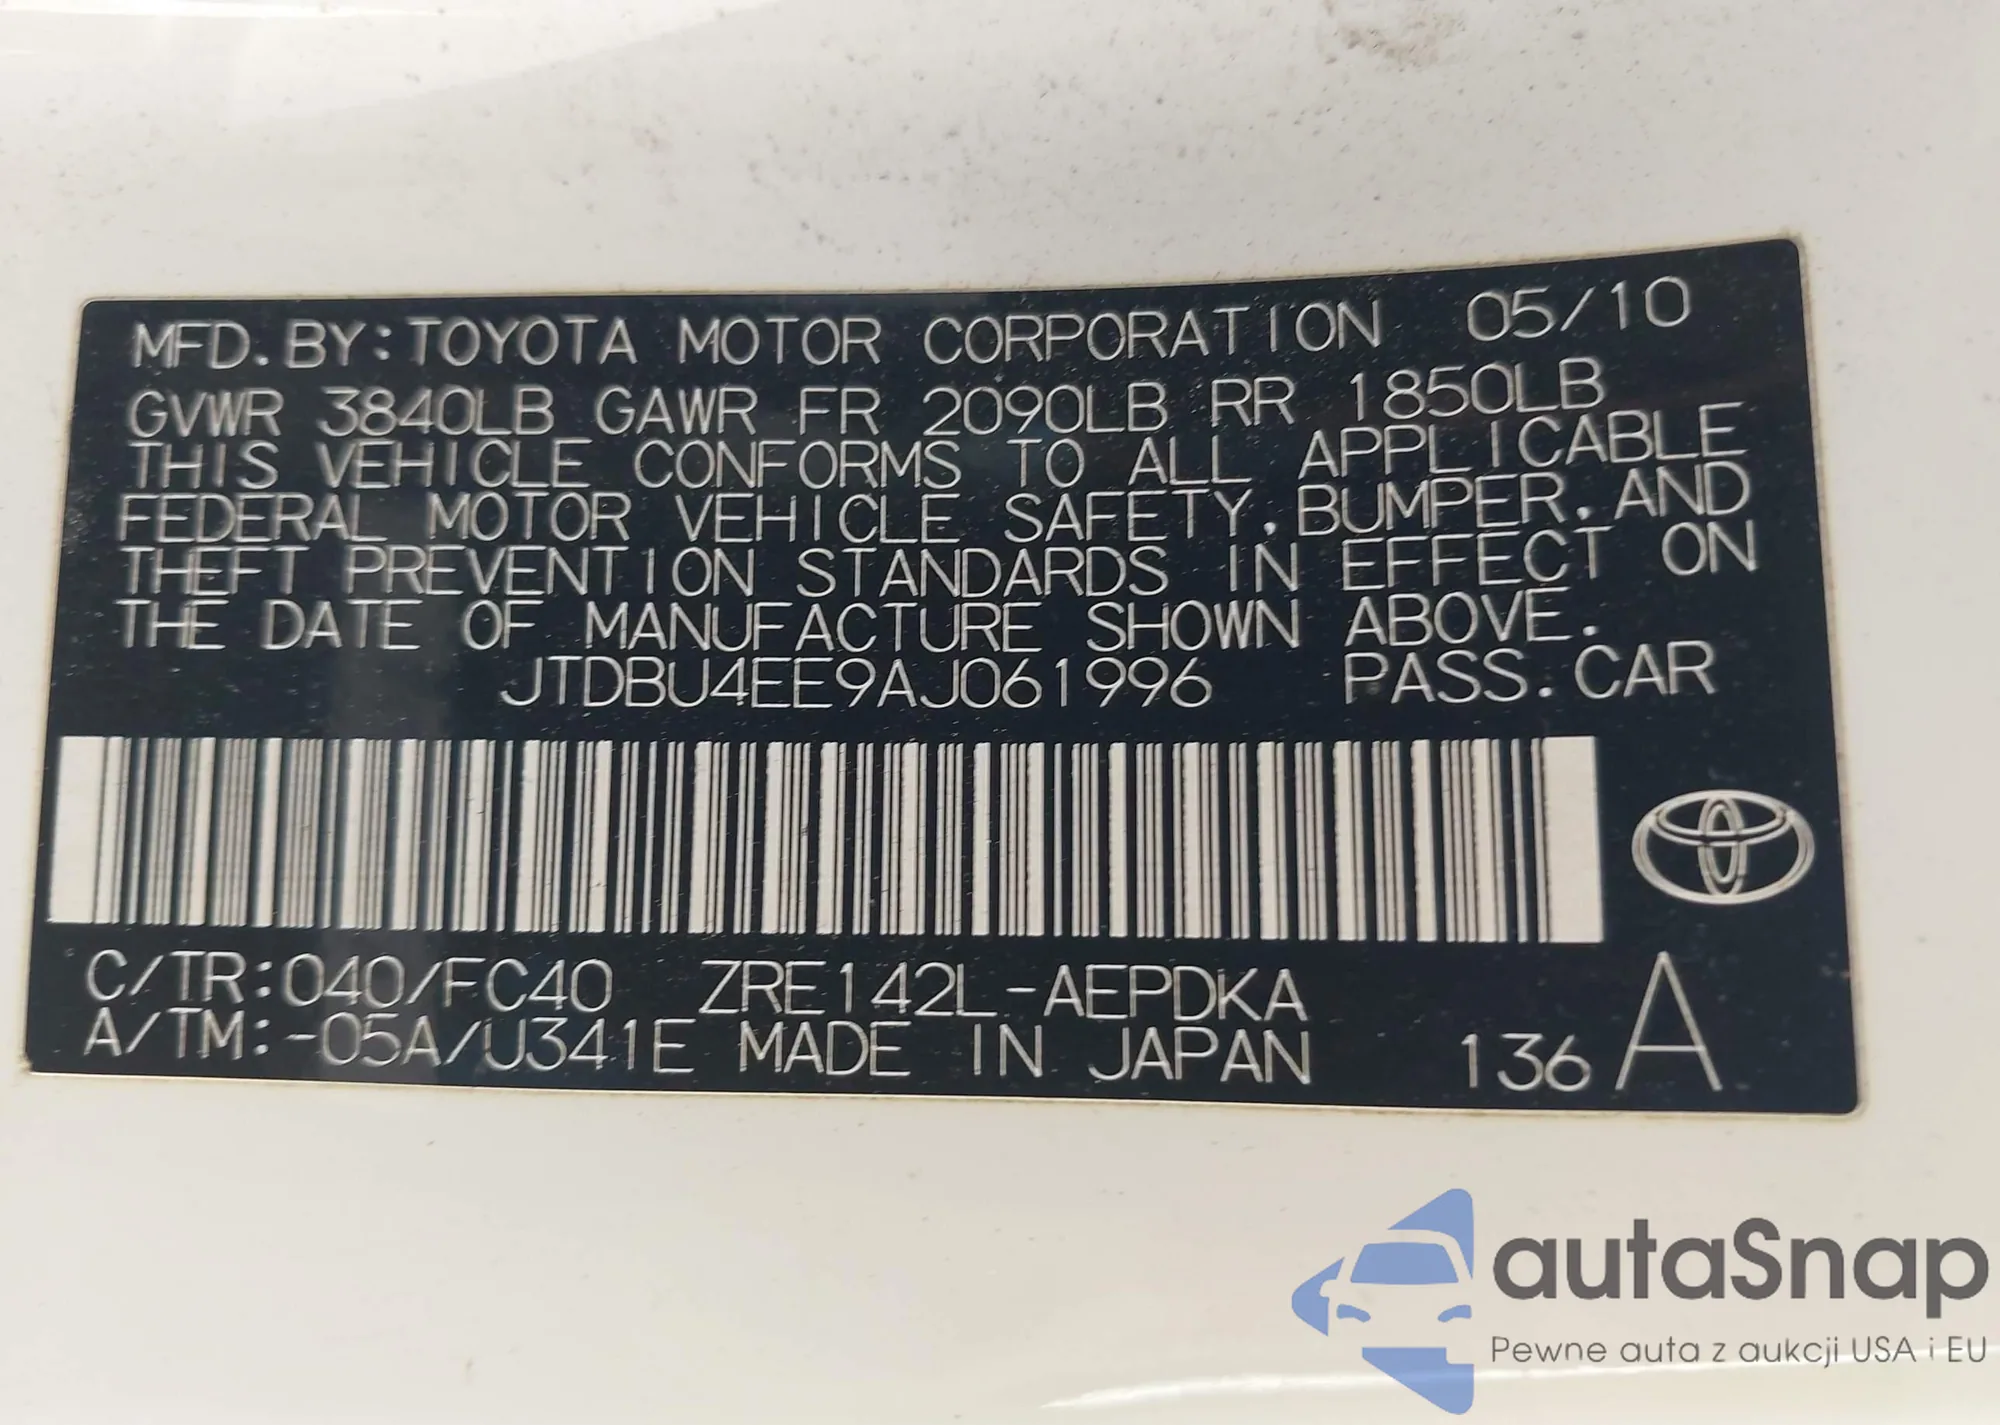 MFD. BY: TOYOTA MOTOR CORPORATION 05/10
GVWR 3840LB GAWR FR 2090LB RR 1850LB
THIS VEHICLE CONFORMS TO ALL APPLICABLE
FEDERAL MOTOR VEHICLE SAFETY, BUMPER, AND
THEFT PREVENTION STANDARDS IN EFFECT ON
THE DATE OF MANUFACTURE SHOWN ABOVE.
JTDBU4EE9AJ061996 PASS. CAR
C/TR: 040/FC40 ZRE142L-AEPDKA
A/TM: -05A/U341E MADE IN JAPAN 136 A
autaSnap
Pewne auta z aukcji USA i EU